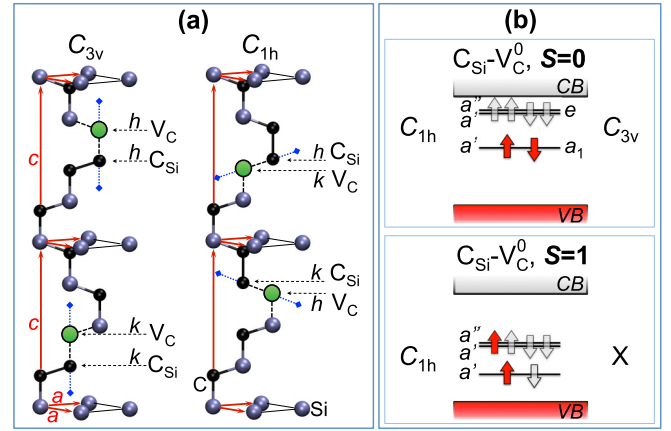 (a)
C3v
C1h
h VC
h CSi
c
h CSi
k VC
k CSi
h VC
c
k VC
k CSi
a
a
C
Si
(b)
CSi-VC0, S=0
CB
a''
a'
e
C1h
C3v
a'
a1
VB
CSi-VC0, S=1
CB
a''
a'
C1h
X
a'
VB